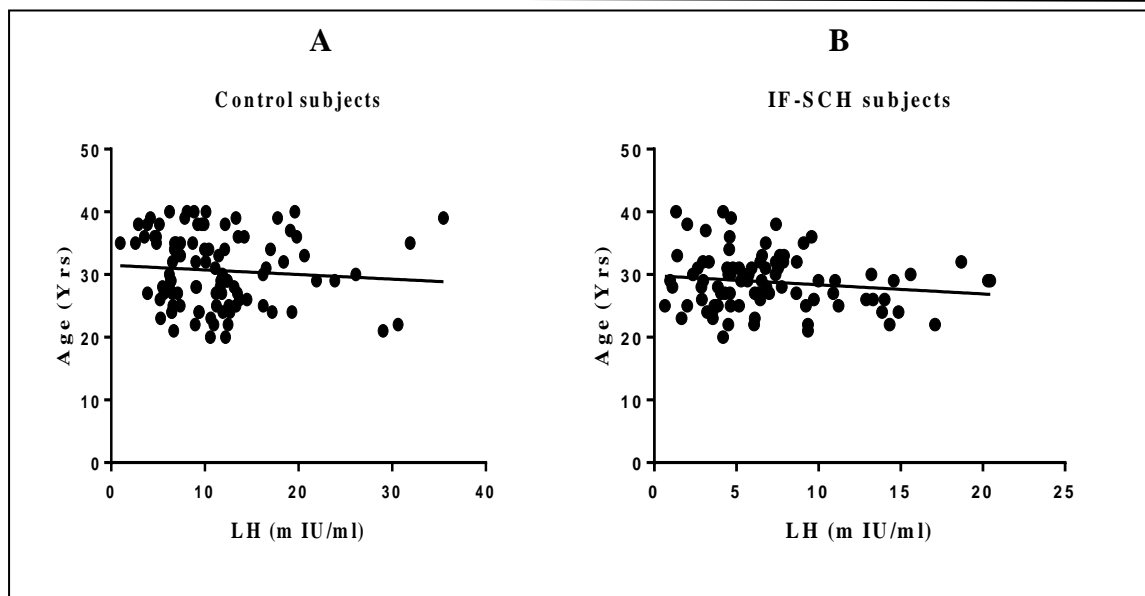 A
Control subjects
50
40
30
20
10
0
Age (Yrs)
0 10 20 30 40
LH (m IU/ml)
B
IF-SCH subjects
50
40
30
20
10
0
Age (Yrs)
0 5 10 15 20 25
LH (m IU/ml)